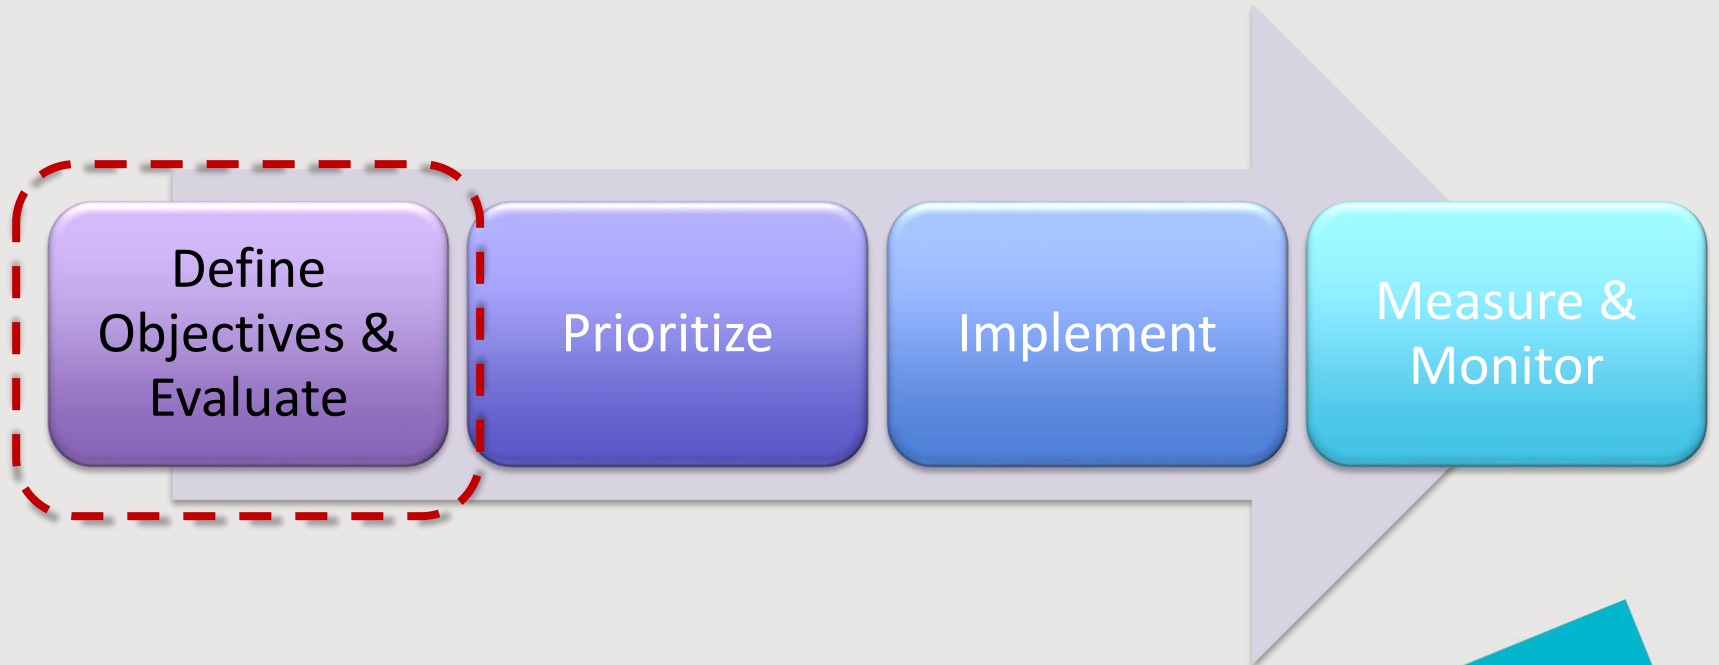 Define
Objectives &
Evaluate
Prioritize
Implement
Measure &
Monitor